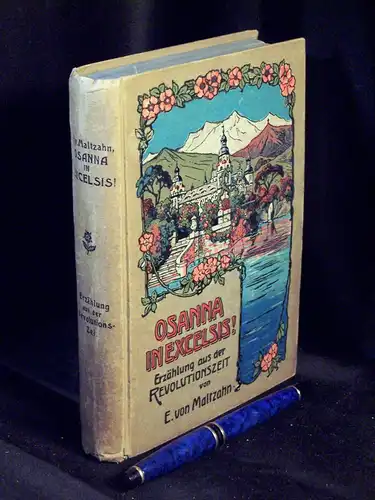 v. Maltzahn,
OSANNA
IN
EXCELSIS!
Erzählung
aus der
Revolutions-
Zeit
OSANNA
IN EXCELSIS!
Erzählung aus der
REVOLUTIONSZEIT
von
E. von Maltzahn